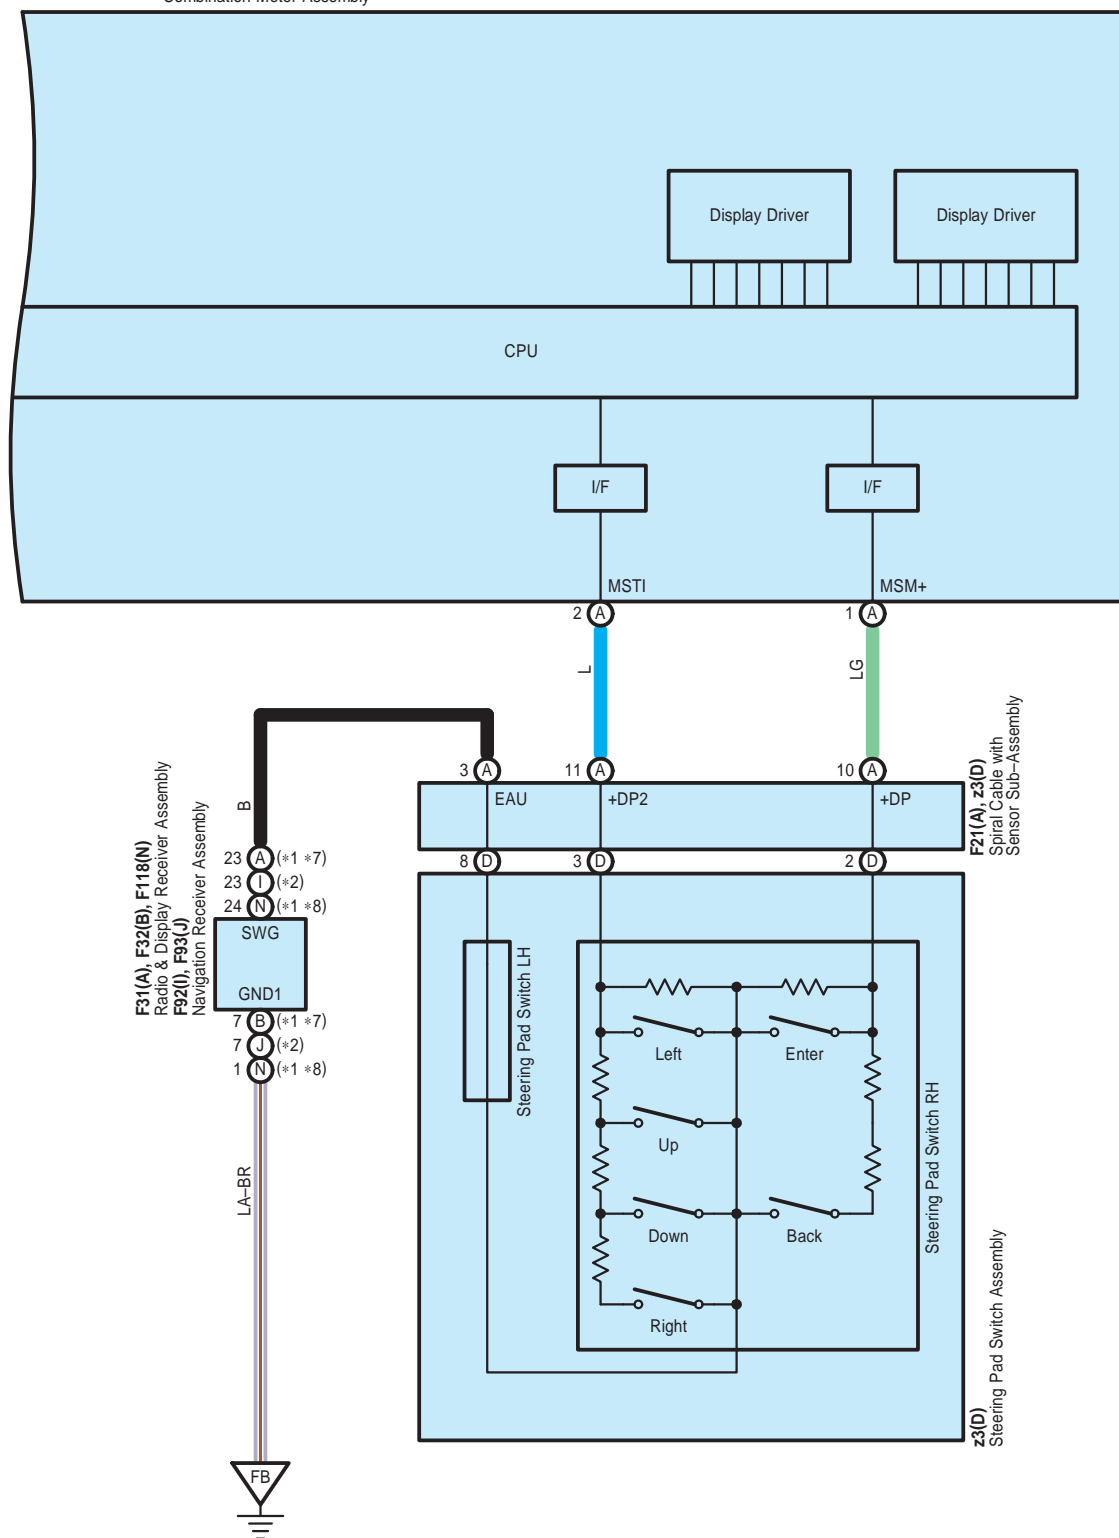 Combination Meter Assembly
Display Driver
Display Driver
CPU
I/F
I/F
MSTI
MSM+
2 A
1 A
L
LG
B
3 A
11 A
10 A
EAU
+DP2
+DP
F21(A), z3(D)
Spiral Cable with
Sensor Sub–Assembly
8 D
3 D
2 D
23 A (*1 *7)
23 I (*2)
24 N (*1 *8)
SWG
GND1
F31(A), F32(B), F118(N)
Radio & Display Receiver Assembly
F92(I), F93(J)
Navigation Receiver Assembly
7 B (*1 *7)
7 J (*2)
1 N (*1 *8)
LA–BR
FB
Steering Pad Switch LH
Left
Enter
Up
Down
Back
Right
Steering Pad Switch RH
z3(D)
Steering Pad Switch Assembly